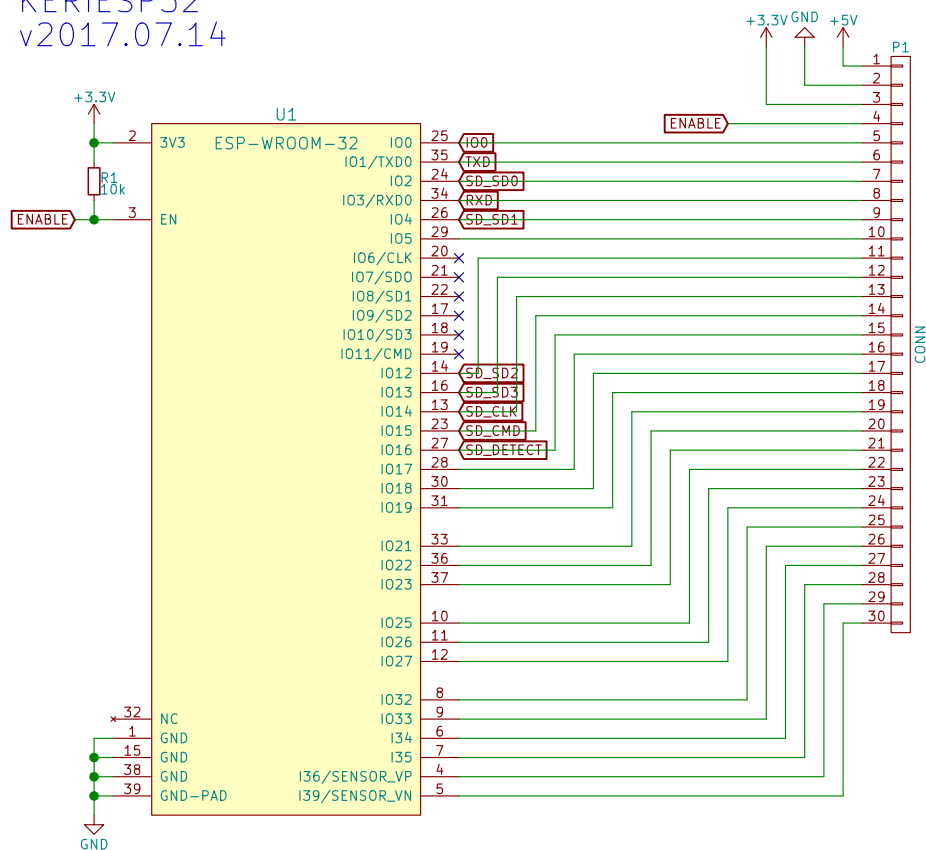 KERIESP32
v2017.07.14
+3.3V GND +5V
P1
1
2
3
ENABLE 4
+3.3V
U1
2 3V3 ESP-WROOM-32 IO0 25 IO0 5
IO1/TXD0 35 TXD 6
R1
10k
IO2 24 SD_SD0 7
IO3/RXD0 34 RXD 8
ENABLE 3 EN IO4 26 SD_SD1 9
IO5 29 10
IO6/CLK 20 11
IO7/SD0 21 12
IO8/SD1 22 13
IO9/SD2 17 14
IO10/SD3 18 15
CONN
IO11/CMD 19 16
IO12 14 SD_SD2 17
IO13 16 SD_SD3 18
IO14 13 SD_CLK 19
IO15 23 SD_CMD 20
IO16 27 SD_DETECT 21
IO17 28 22
IO18 30 23
IO19 31 24
25
IO21 33 26
IO22 36 27
IO23 37 28
29
IO25 10 30
IO26 11
IO27 12
IO32 8
32 NC IO33 9
1 GND I34 6
15 GND I35 7
38 GND I36/SENSOR_VP 4
39 GND-PAD I39/SENSOR_VN 5
GND